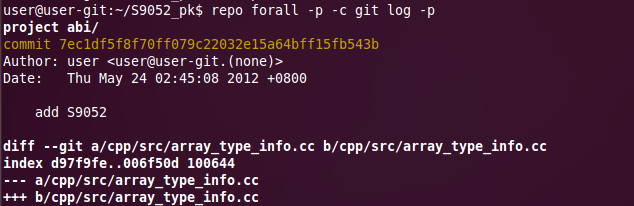 user@user-git:~/S9052_pk$ repo forall -p -c git log -p
project abi/
commit 7ec1df5f8f70ff079c22032e15a64bff15fb543b
Author: user <user@user-git.(none)>
Date:   Thu May 24 02:45:08 2012 +0800

    add S9052

diff --git a/cpp/src/array_type_info.cc b/cpp/src/array_type_info.cc
index d97f9fe..006f50d 100644
--- a/cpp/src/array_type_info.cc
+++ b/cpp/src/array_type_info.cc